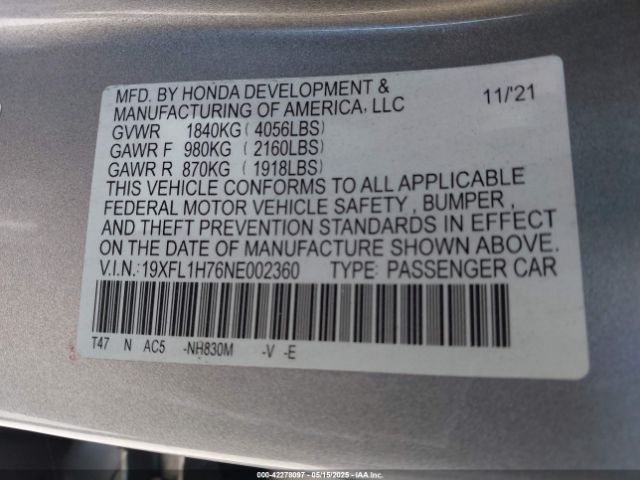 MFD. BY HONDA DEVELOPMENT &
MANUFACTURING OF AMERICA, LLC 11/'21
GVWR 1840KG ( 4056LBS)
GAWR F 980KG ( 2160LBS)
GAWR R 870KG ( 1918LBS)
THIS VEHICLE CONFORMS TO ALL APPLICABLE
FEDERAL MOTOR VEHICLE SAFETY , BUMPER ,
AND THEFT PREVENTION STANDARDS IN EFFECT
ON THE DATE OF MANUFACTURE SHOWN ABOVE.
V.I.N.:19XFL1H76NE002360 TYPE: PASSENGER CAR
T47 N AC5 -NH830M -V -E
000-42278097 - 05/15/2025 - IAAI.COM